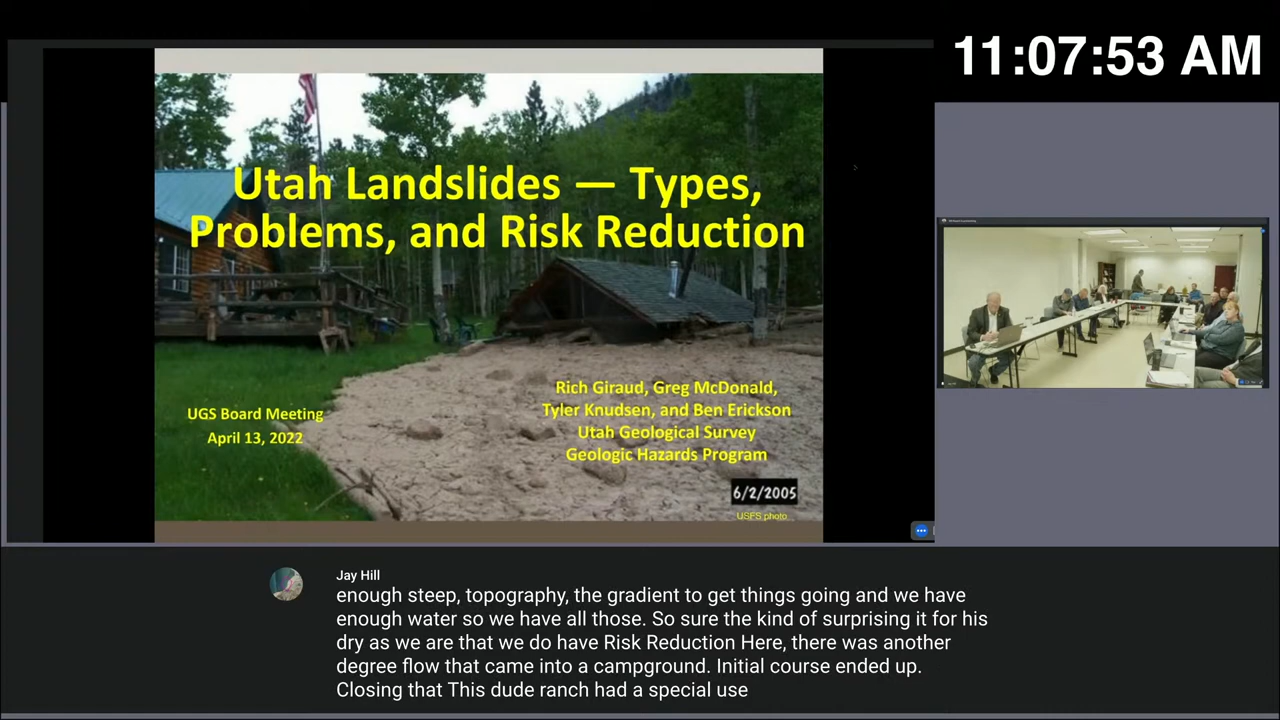 11:07:53 AM
Utah Landslides — Types,
Problems, and Risk Reduction
UGS Board Meeting
April 13, 2022
Rich Giraud, Greg McDonald,
Tyler Knudsen, and Ben Erickson
Utah Geological Survey
Geologic Hazards Program
6/2/2005
USFS photo
Jay Hill
enough steep, topography, the gradient to get things going and we have
enough water so we have all those. So sure the kind of surprising it for his
dry as we are that we do have Risk Reduction Here, there was another
degree flow that came into a campground. Initial course ended up.
Closing that This dude ranch had a special use